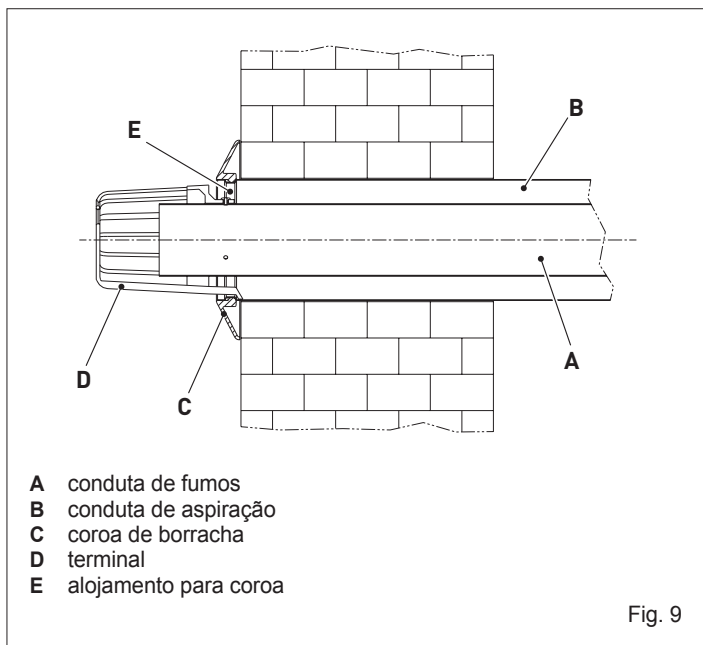 E
B
D
C
A
A conduta de fumos
B conduta de aspiração
C coroa de borracha
D terminal
E alojamento para coroa
Fig. 9